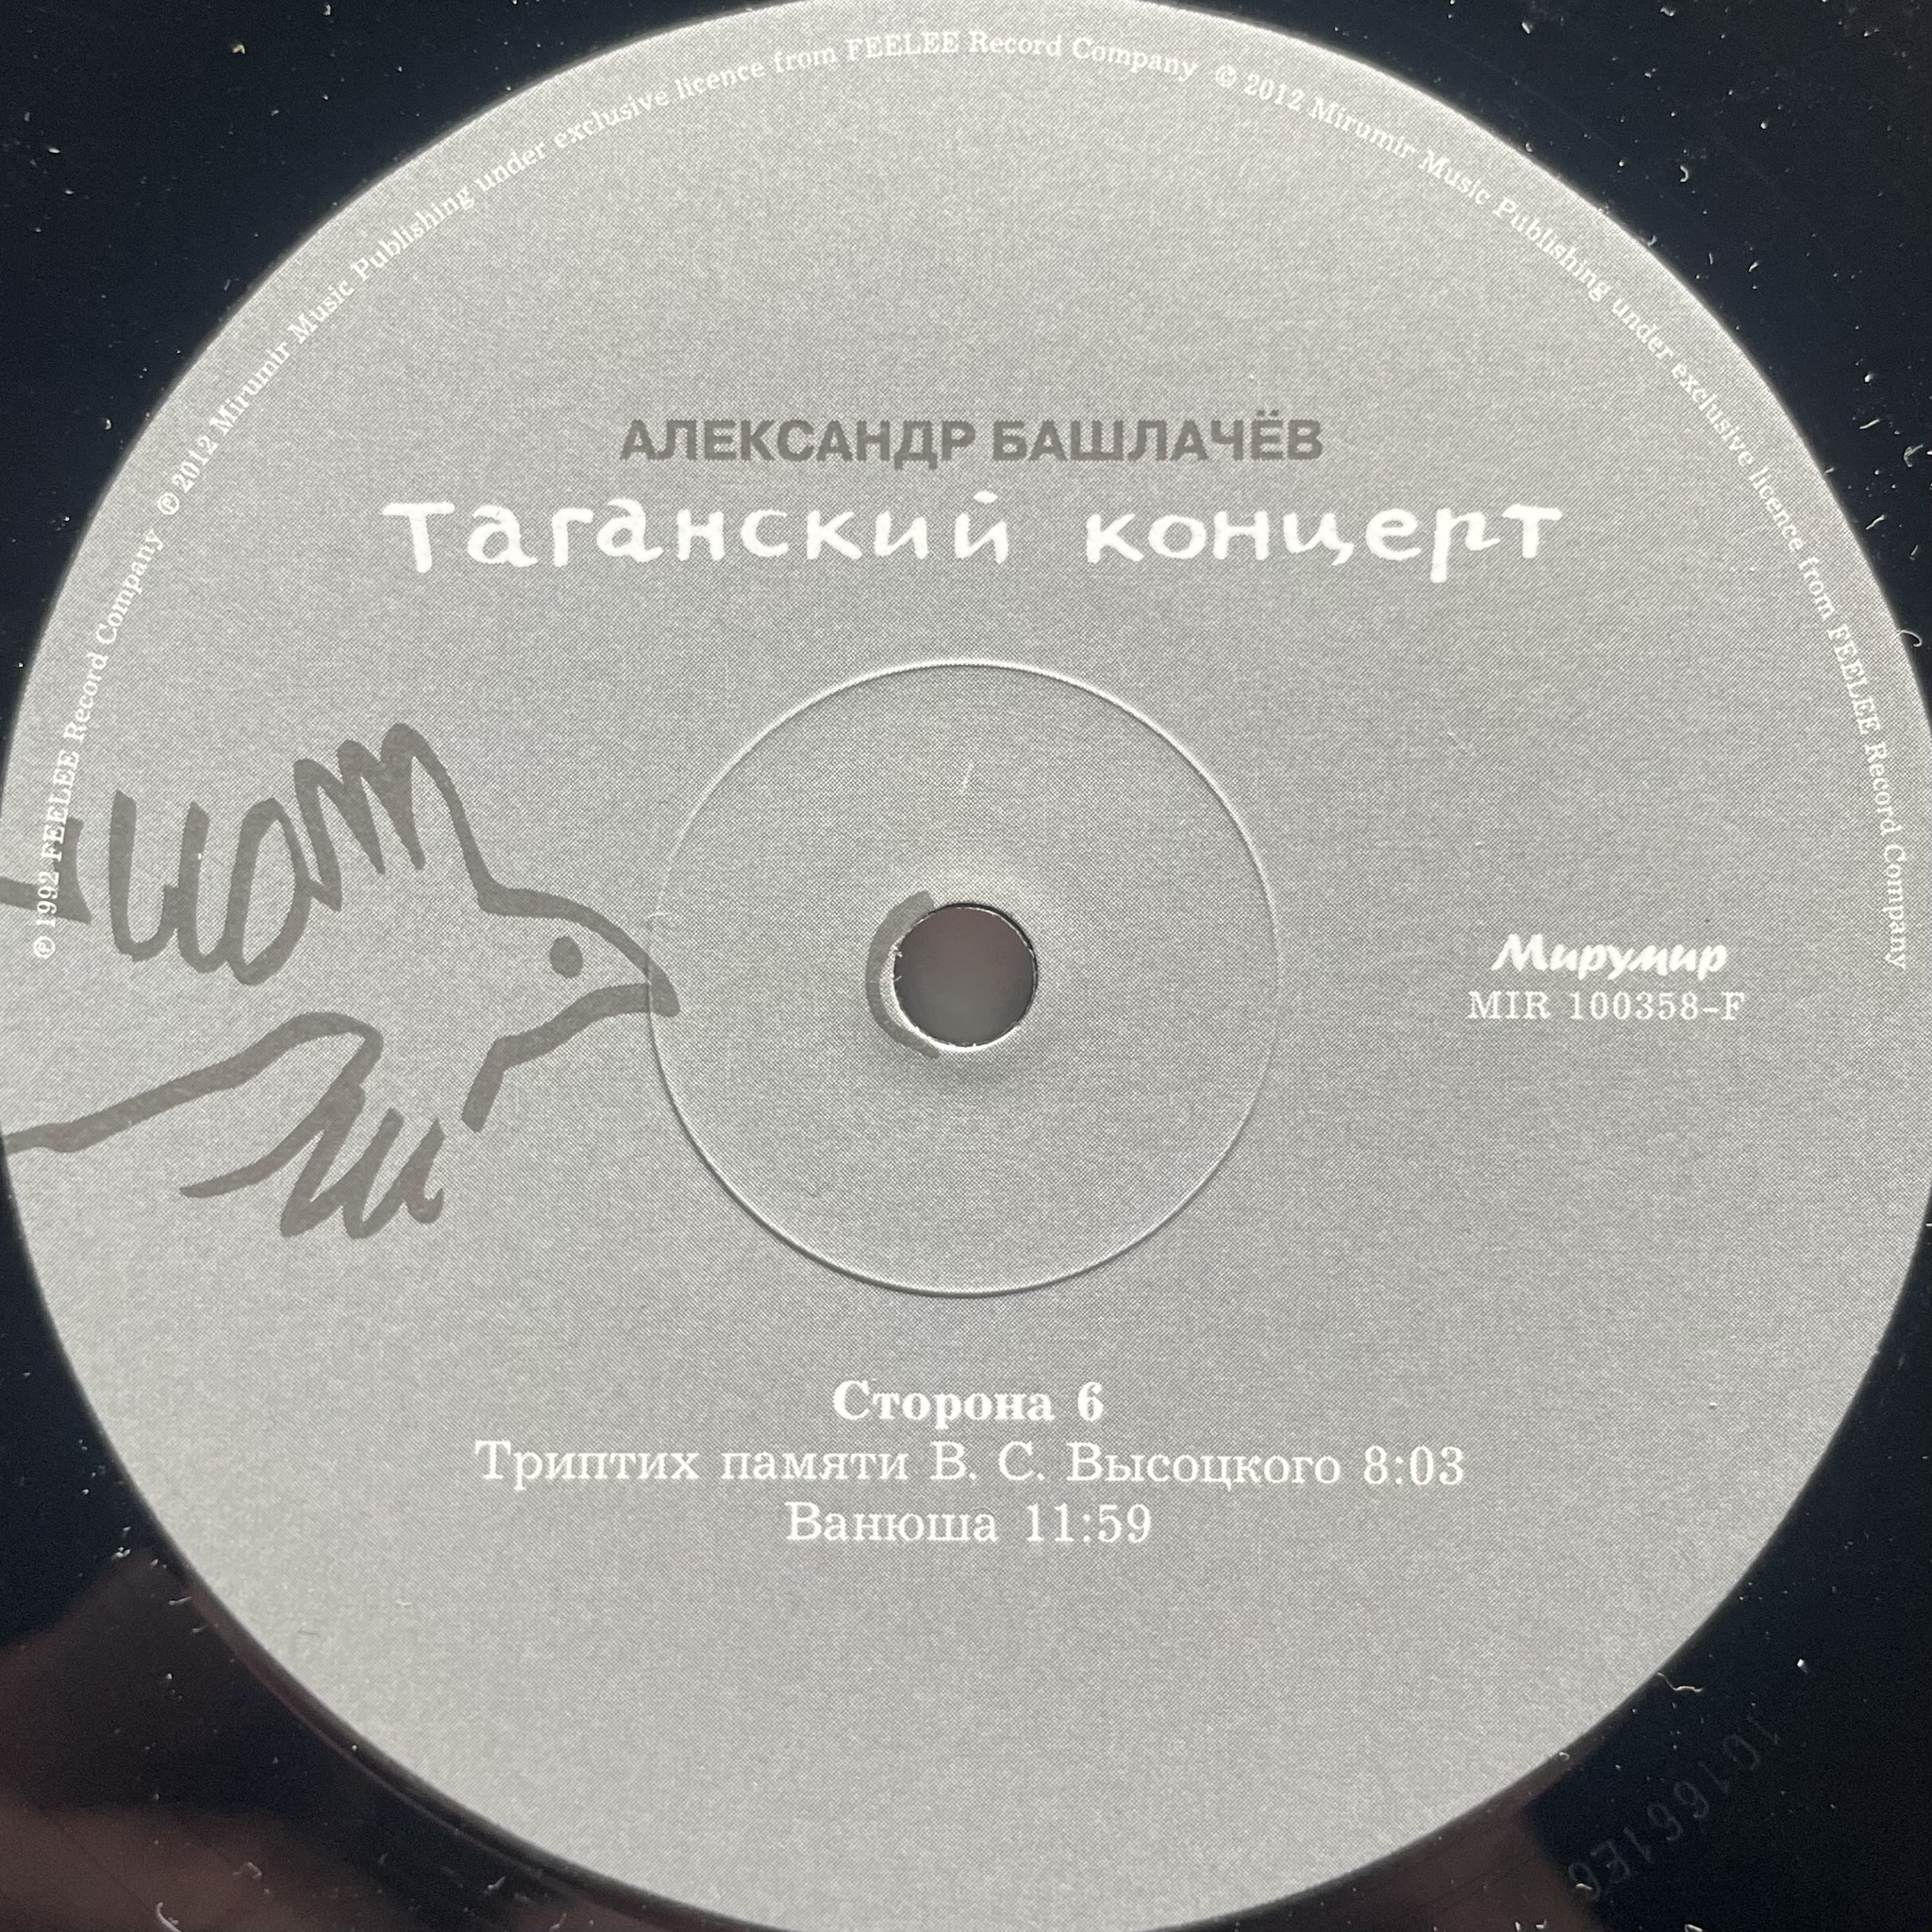 ℗ 1992 FEELEE Record Company ℗ 2012 Mirumir Music Publishing under exclusive licence from FEELEE Record Company © 2012 Mirumir Music Publishing under exclusive licence from FEELEE Record Company
АЛЕКСАНДР БАШЛАЧЁВ
Таганский концерт
Мирумир
MIR 100358-F
Сторона 6
Триптих памяти В. С. Высоцкого 8:03
Ванюша 11:59